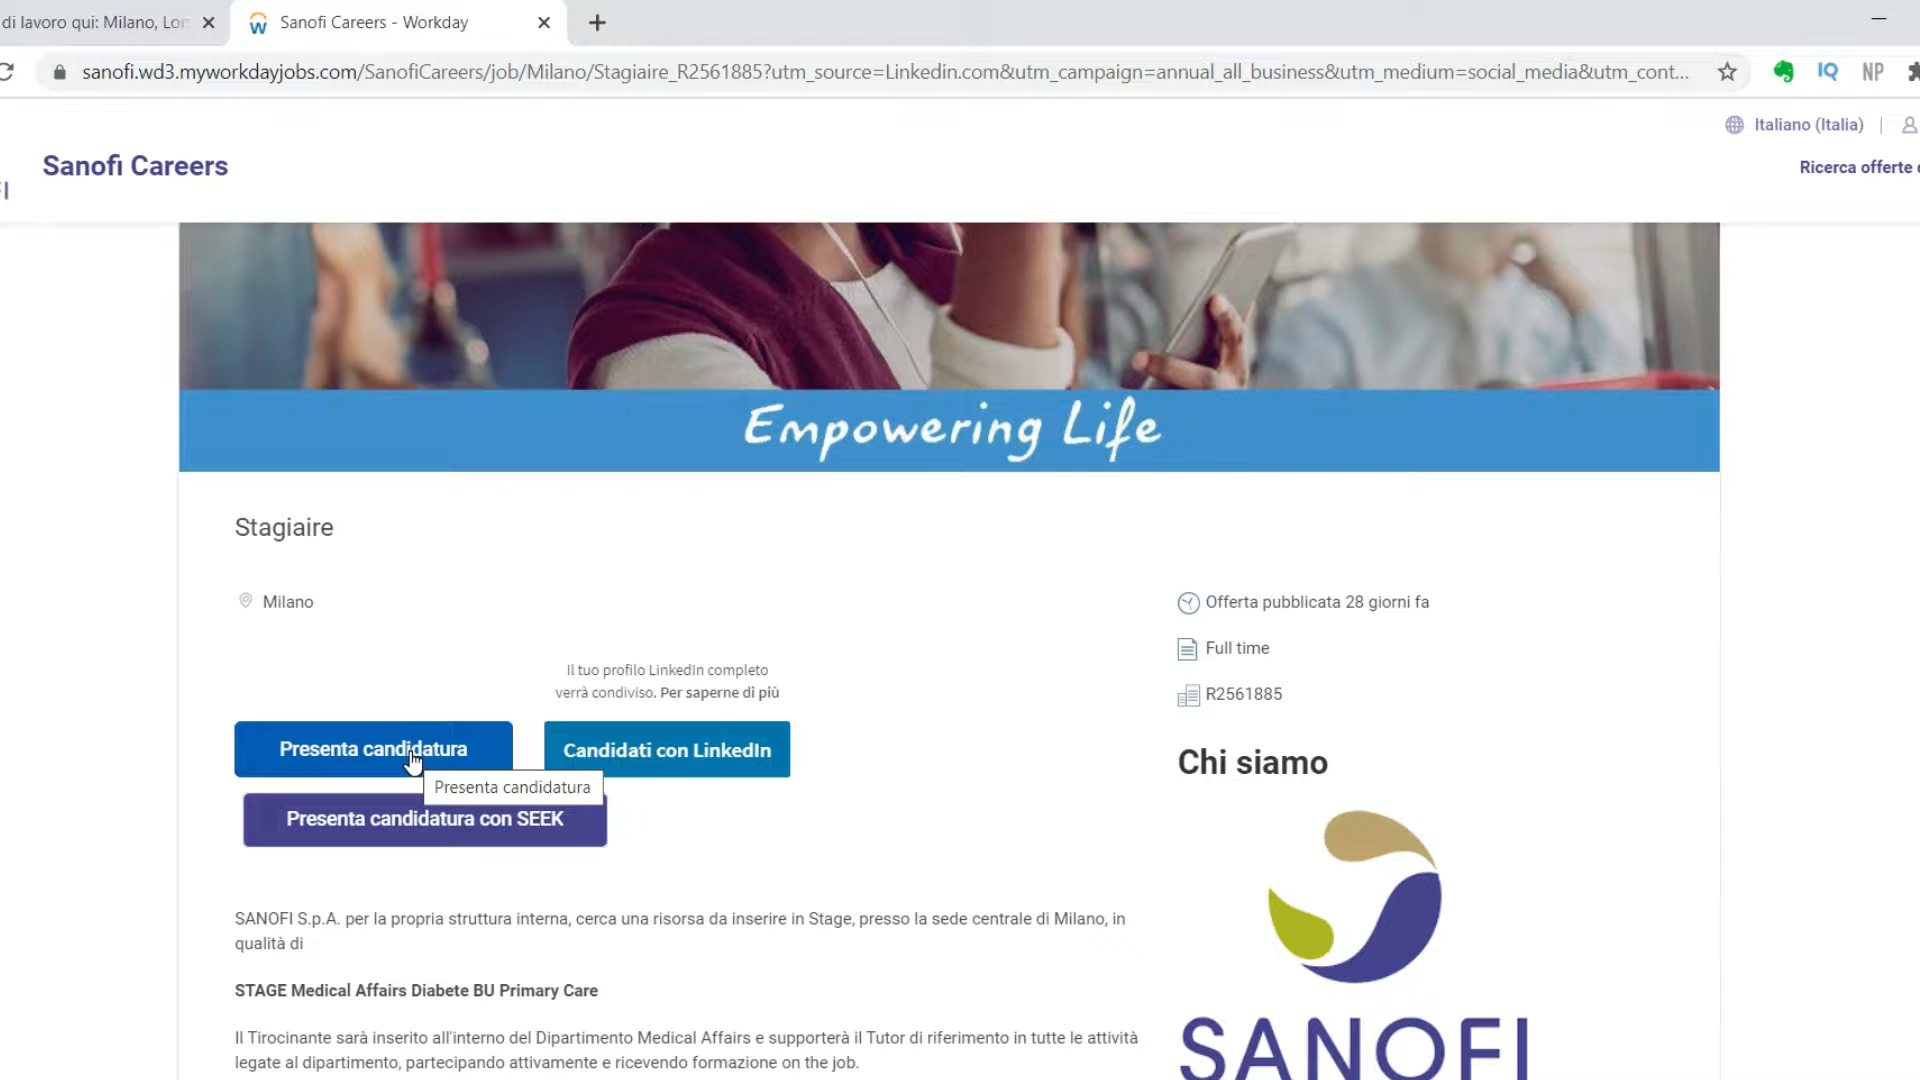 di lavoro qui: Milano, Lon
Sanofi Careers - Workday
sanofi.wd3.myworkdayjobs.com/SanofiCareers/job/Milano/Stagiaire_R2561885?utm_source=Linkedin.com&utm_campaign=annual_all_business&utm_medium=social_media&utm_cont...
IQ
NP
Italiano (Italia)
Sanofi Careers
Ricerca offerte
Empowering Life
Stagiaire
Milano
Offerta pubblicata 28 giorni fa
Full time
R2561885
Il tuo profilo LinkedIn completo
verrà condiviso. Per saperne di più
Presenta candidatura
Candidati con LinkedIn
Presenta candidatura
Presenta candidatura con SEEK
Chi siamo
SANOFI S.p.A. per la propria struttura interna, cerca una risorsa da inserire in Stage, presso la sede centrale di Milano, in
qualità di
STAGE Medical Affairs Diabete BU Primary Care
Il Tirocinante sarà inserito all'interno del Dipartimento Medical Affairs e supporterà il Tutor di riferimento in tutte le attività
legate al dipartimento, partecipando attivamente e ricevendo formazione on the job.
SANOFI